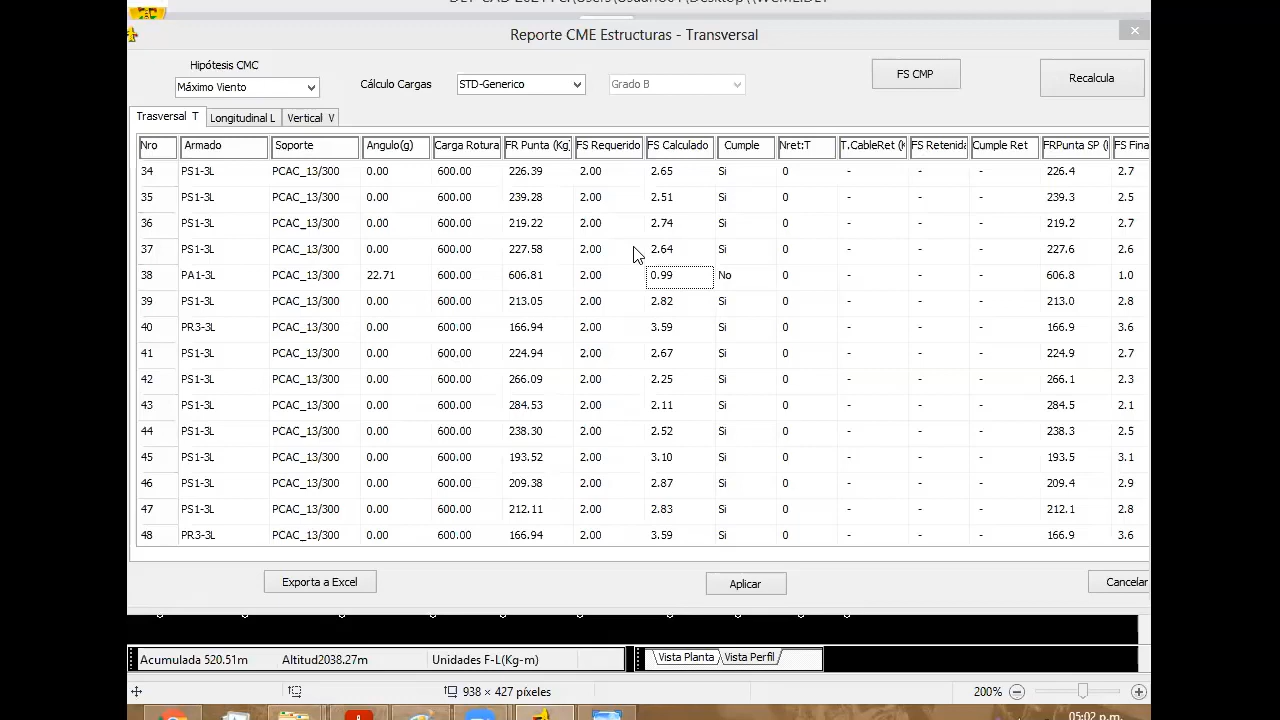 Reporte CME Estructuras - Transversal
Hipótesis CMC
Máximo Viento
Cálculo Cargas
STD-Generico
Grado B
FS CMP
Recalcula
Trasversal T
Longitudinal L
Vertical V
Nro Armado Soporte Angulo(g) Carga Rotura FR Punta (Kg) FS Requerido FS Calculado Cumple Nret:T T.CableRet (K FS Retenida Cumple Ret FRPunta SP ( FS Fina
34 PS1-3L PCAC_13/300 0.00 600.00 226.39 2.00 2.65 Si 0 - - - 226.4 2.7
35 PS1-3L PCAC_13/300 0.00 600.00 239.28 2.00 2.51 Si 0 - - - 239.3 2.5
36 PS1-3L PCAC_13/300 0.00 600.00 219.22 2.00 2.74 Si 0 - - - 219.2 2.7
37 PS1-3L PCAC_13/300 0.00 600.00 227.58 2.00 2.64 Si 0 - - - 227.6 2.6
38 PA1-3L PCAC_13/300 22.71 600.00 606.81 2.00 0.99 No 0 - - - 606.8 1.0
39 PS1-3L PCAC_13/300 0.00 600.00 213.05 2.00 2.82 Si 0 - - - 213.0 2.8
40 PR3-3L PCAC_13/300 0.00 600.00 166.94 2.00 3.59 Si 0 - - - 166.9 3.6
41 PS1-3L PCAC_13/300 0.00 600.00 224.94 2.00 2.67 Si 0 - - - 224.9 2.7
42 PS1-3L PCAC_13/300 0.00 600.00 266.09 2.00 2.25 Si 0 - - - 266.1 2.3
43 PS1-3L PCAC_13/300 0.00 600.00 284.53 2.00 2.11 Si 0 - - - 284.5 2.1
44 PS1-3L PCAC_13/300 0.00 600.00 238.30 2.00 2.52 Si 0 - - - 238.3 2.5
45 PS1-3L PCAC_13/300 0.00 600.00 193.52 2.00 3.10 Si 0 - - - 193.5 3.1
46 PS1-3L PCAC_13/300 0.00 600.00 209.38 2.00 2.87 Si 0 - - - 209.4 2.9
47 PS1-3L PCAC_13/300 0.00 600.00 212.11 2.00 2.83 Si 0 - - - 212.1 2.8
48 PR3-3L PCAC_13/300 0.00 600.00 166.94 2.00 3.59 Si 0 - - - 166.9 3.6
Exporta a Excel
Aplicar
Cancelar
Acumulada 520.51m Altitud2038.27m Unidades F-L(Kg-m)
Vista Planta Vista Perfil
938 × 427 píxeles
200%
05:02 p.m.